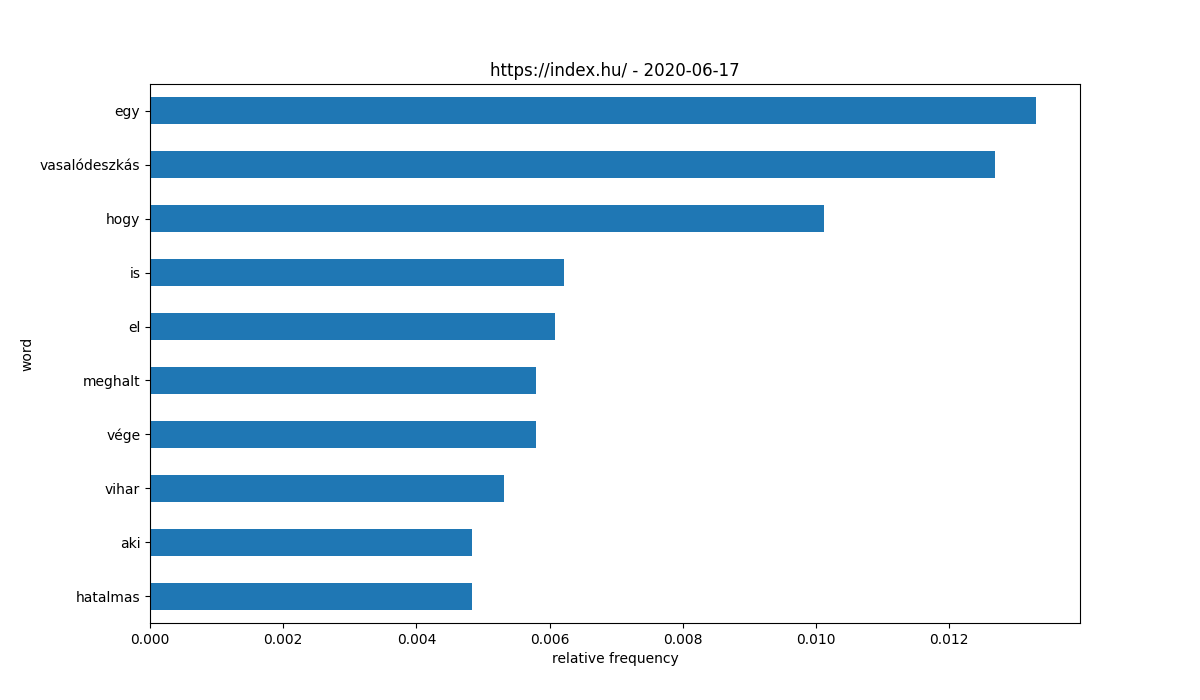 https://index.hu/ - 2020-06-17
egy
vasalódeszkás
hogy
is
el
meghalt
vége
vihar
aki
hatalmas
word
0.000 0.002 0.004 0.006 0.008 0.010 0.012
relative frequency